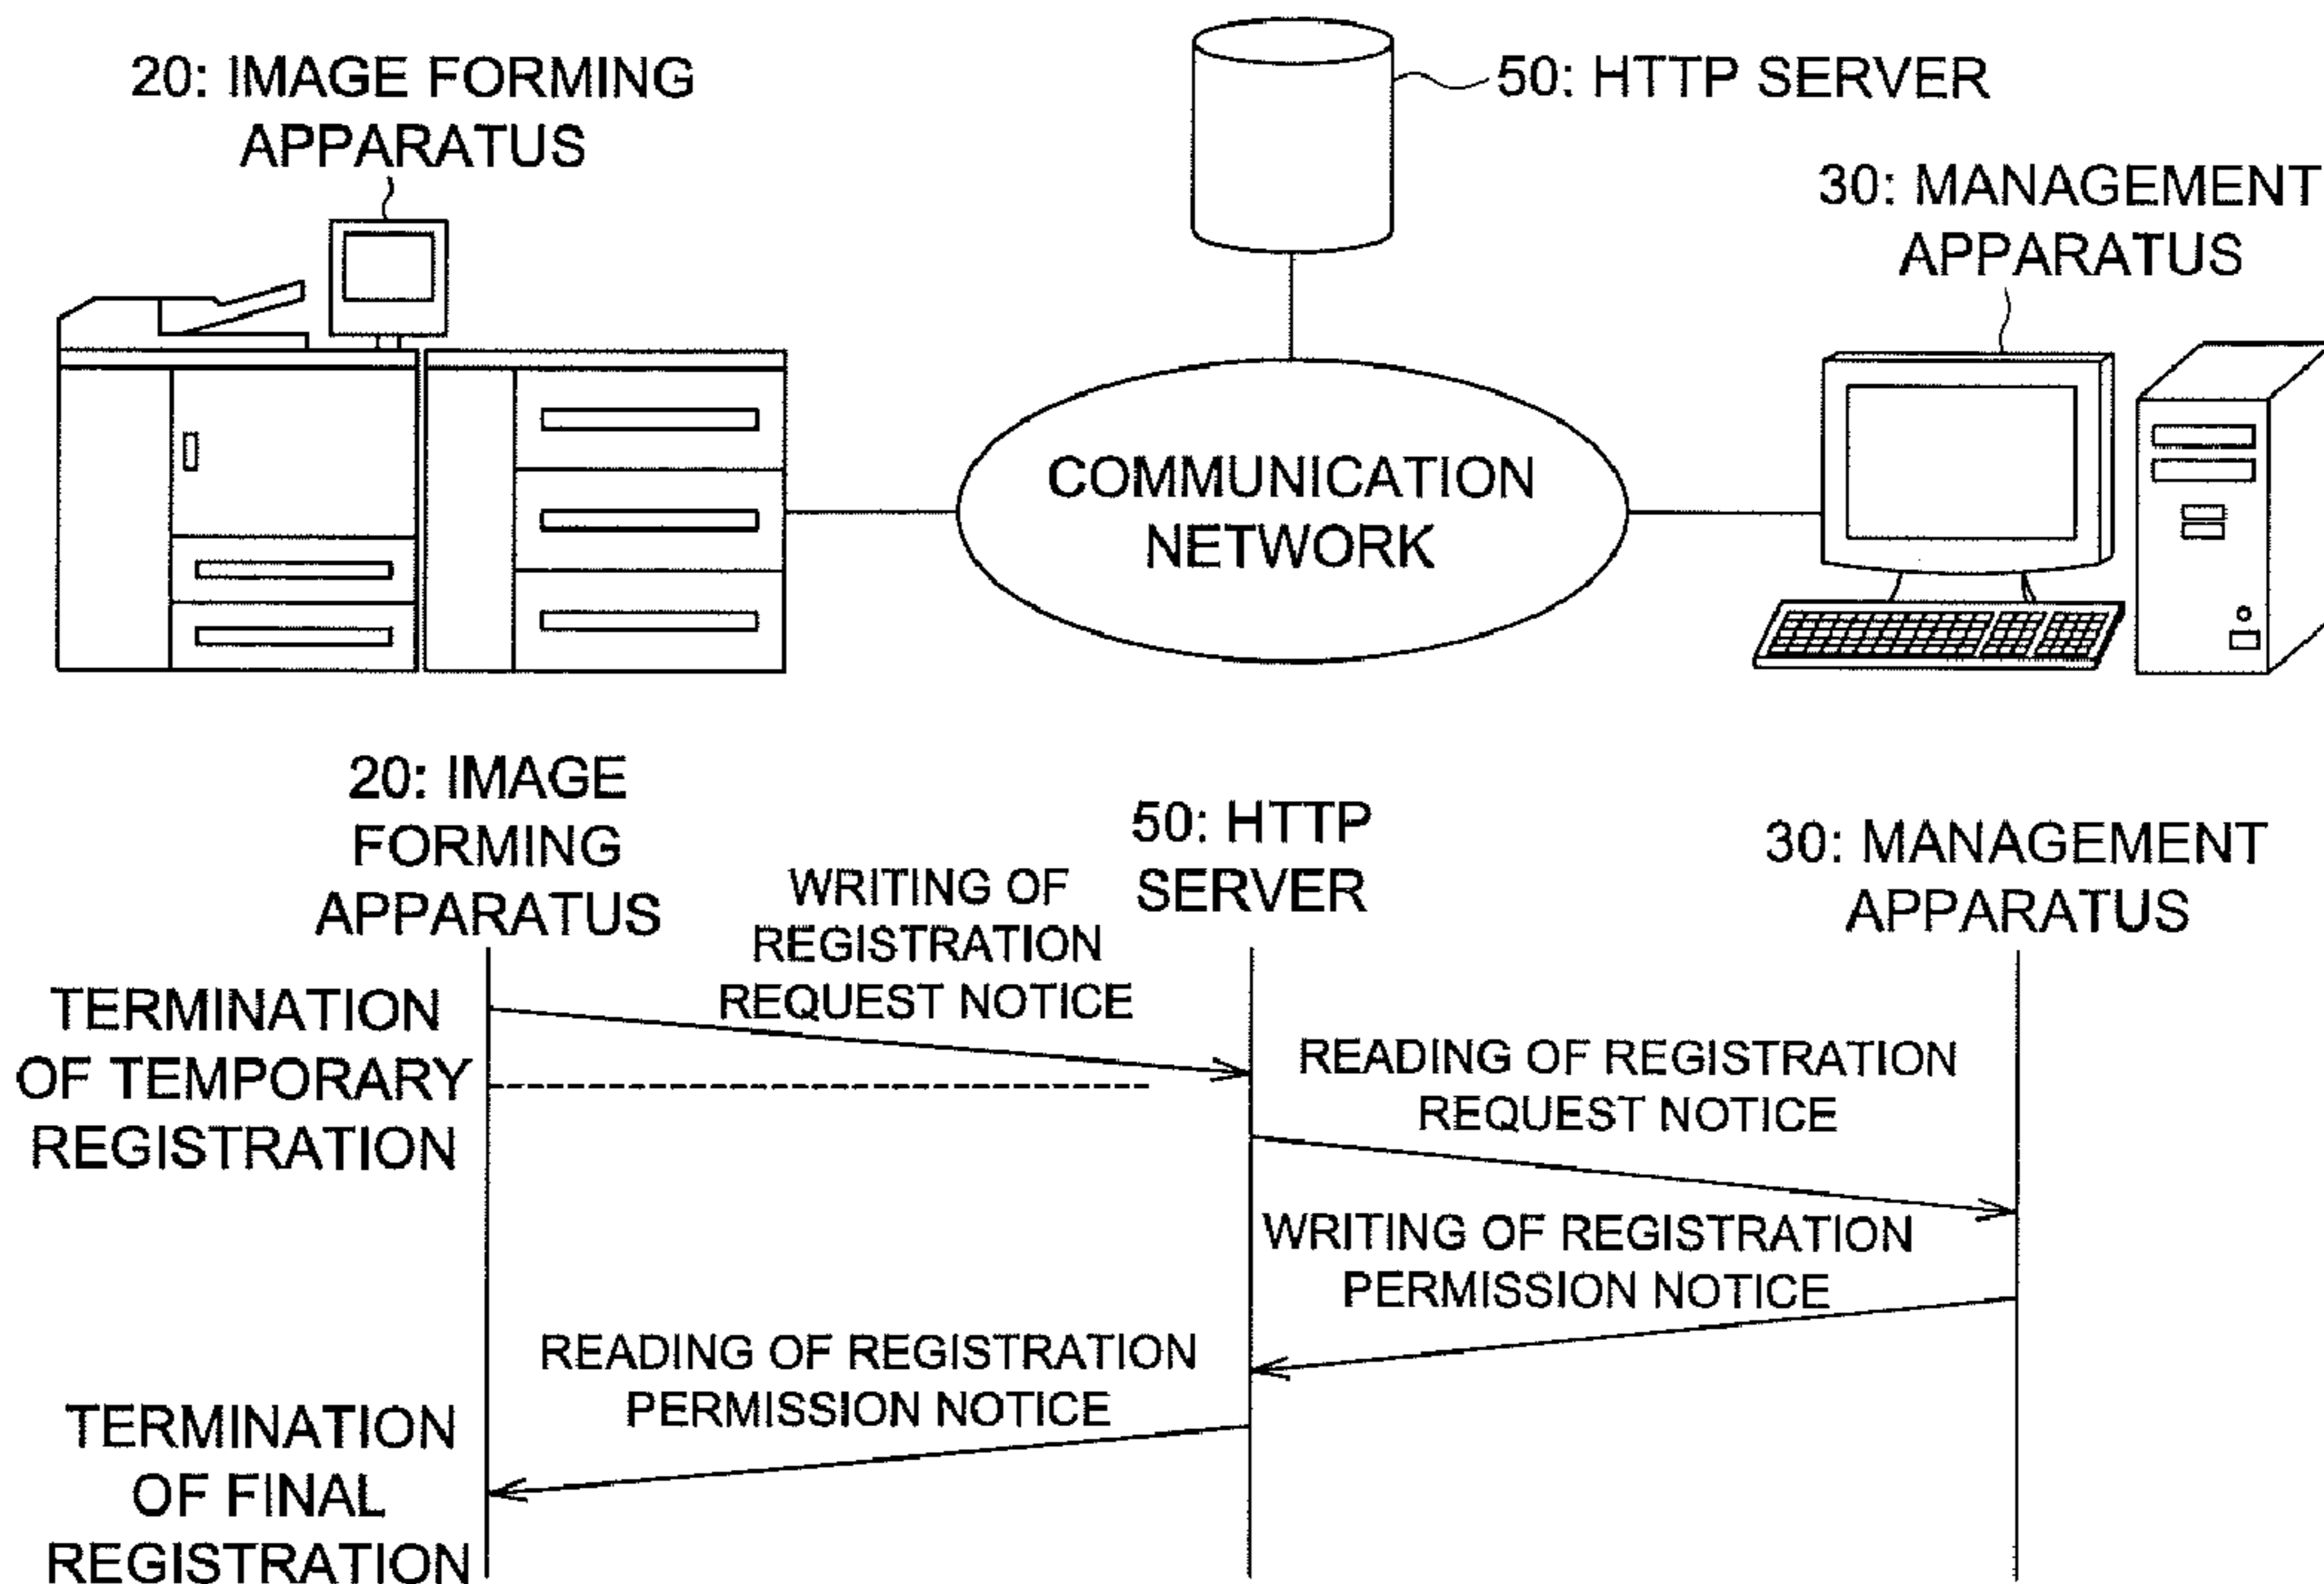 20: IMAGE FORMING
APPARATUS
50: HTTP SERVER
30: MANAGEMENT
APPARATUS
COMMUNICATION
NETWORK
20: IMAGE
FORMING
APPARATUS
50: HTTP
SERVER
30: MANAGEMENT
APPARATUS
WRITING OF
REGISTRATION
REQUEST NOTICE
TERMINATION
OF TEMPORARY
REGISTRATION
READING OF REGISTRATION
REQUEST NOTICE
WRITING OF REGISTRATION
PERMISSION NOTICE
READING OF REGISTRATION
PERMISSION NOTICE
TERMINATION
OF FINAL
REGISTRATION